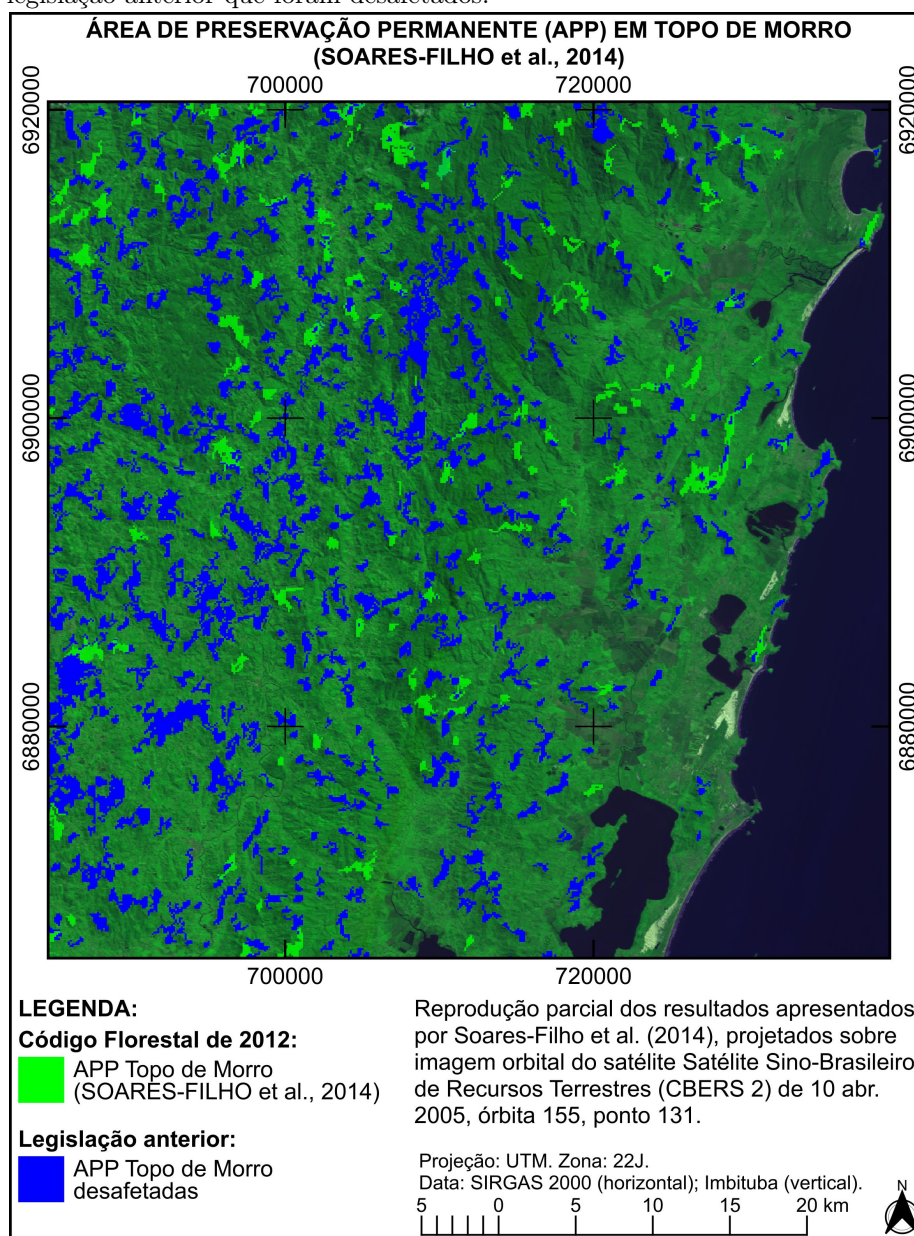 legislação anterior que foram desafetados.
ÁREA DE PRESERVAÇÃO PERMANENTE (APP) EM TOPO DE MORRO
(SOARES-FILHO et al., 2014)
700000 720000
6920000 6920000
6900000 6900000
6880000 6880000
700000 720000
LEGENDA:
Código Florestal de 2012:
APP Topo de Morro
(SOARES-FILHO et al., 2014)
Legislação anterior:
APP Topo de Morro
desafetadas
Reprodução parcial dos resultados apresentados
por Soares-Filho et al. (2014), projetados sobre
imagem orbital do satélite Satélite Sino-Brasileiro
de Recursos Terrestres (CBERS 2) de 10 abr.
2005, órbita 155, ponto 131.
Projeção: UTM. Zona: 22J.
Data: SIRGAS 2000 (horizontal); Imbituba (vertical).
5 0 5 10 15 20 km
N